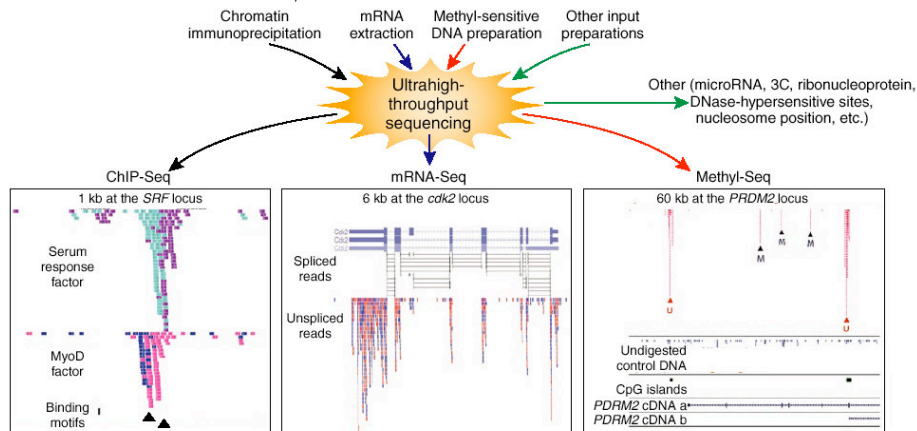 Chromatin
immunoprecipitation
mRNA
extraction
Methyl-sensitive
DNA preparation
Other input
preparations
Ultrahigh-
throughput
sequencing
Other (microRNA, 3C, ribonucleoprotein,
DNase-hypersensitive sites,
nucleosome position, etc.)
ChIP-Seq
1 kb at the SRF locus
Serum
response
factor
MyoD
factor
Binding
motifs
mRNA-Seq
6 kb at the cdk2 locus
Cdk2
Cdk2
Cdk2
Spliced
reads
Unspliced
reads
Methyl-Seq
60 kb at the PRDM2 locus
M
M
M
U
U
Undigested
control DNA
CpG islands
PDRM2 cDNA a
PDRM2 cDNA b